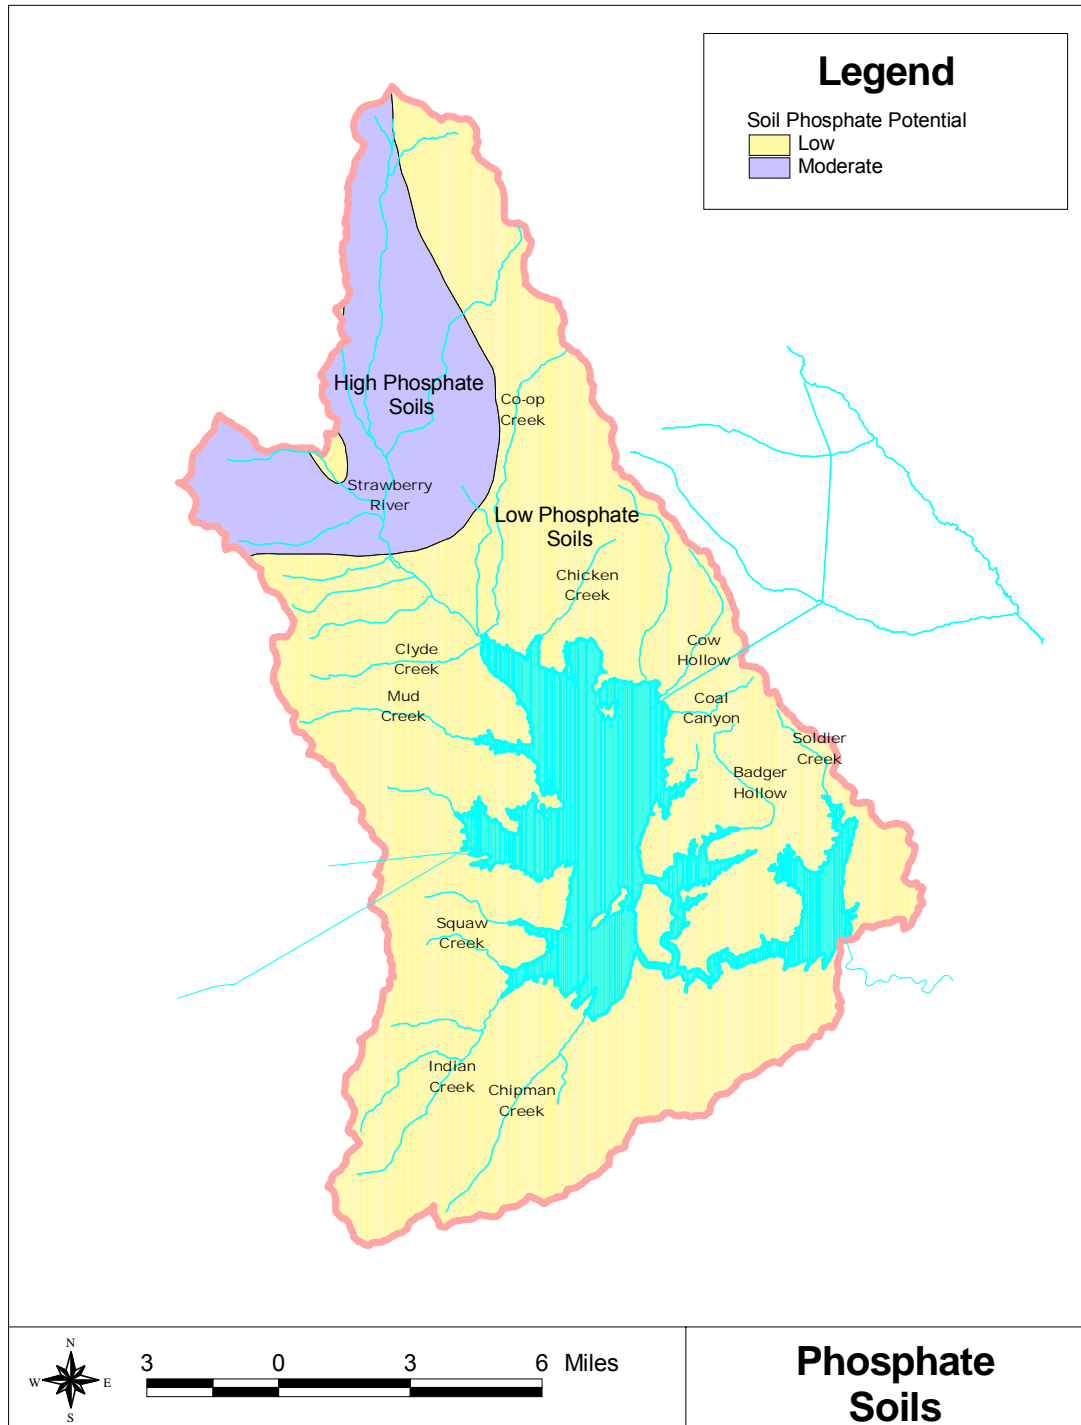 Legend
Soil Phosphate Potential
Low
Moderate
High Phosphate
Soils
Co-op
Creek
Strawberry
River
Low Phosphate
Soils
Chicken
Creek
Clyde
Creek
Cow
Hollow
Mud
Creek
Coal
Canyon
Soldier
Creek
Badger
Hollow
Squaw
Creek
Indian
Creek
Chipman
Creek
N
W E
S
3 0 3 6 Miles
Phosphate
Soils